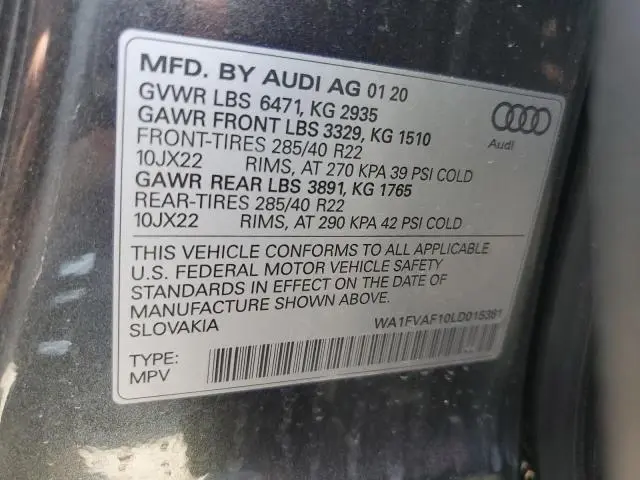 MFD. BY AUDI AG 01 20
GVWR LBS 6471, KG 2935
GAWR FRONT LBS 3329, KG 1510
FRONT-TIRES 285/40 R22
10JX22 RIMS, AT 270 KPA 39 PSI COLD
GAWR REAR LBS 3891, KG 1765
REAR-TIRES 285/40 R22
10JX22 RIMS, AT 290 KPA 42 PSI COLD
Audi
THIS VEHICLE CONFORMS TO ALL APPLICABLE
U.S. FEDERAL MOTOR VEHICLE SAFETY
STANDARDS IN EFFECT ON THE DATE OF
MANUFACTURE SHOWN ABOVE.
SLOVAKIA
WA1FVAF10LD015381
TYPE:
MPV